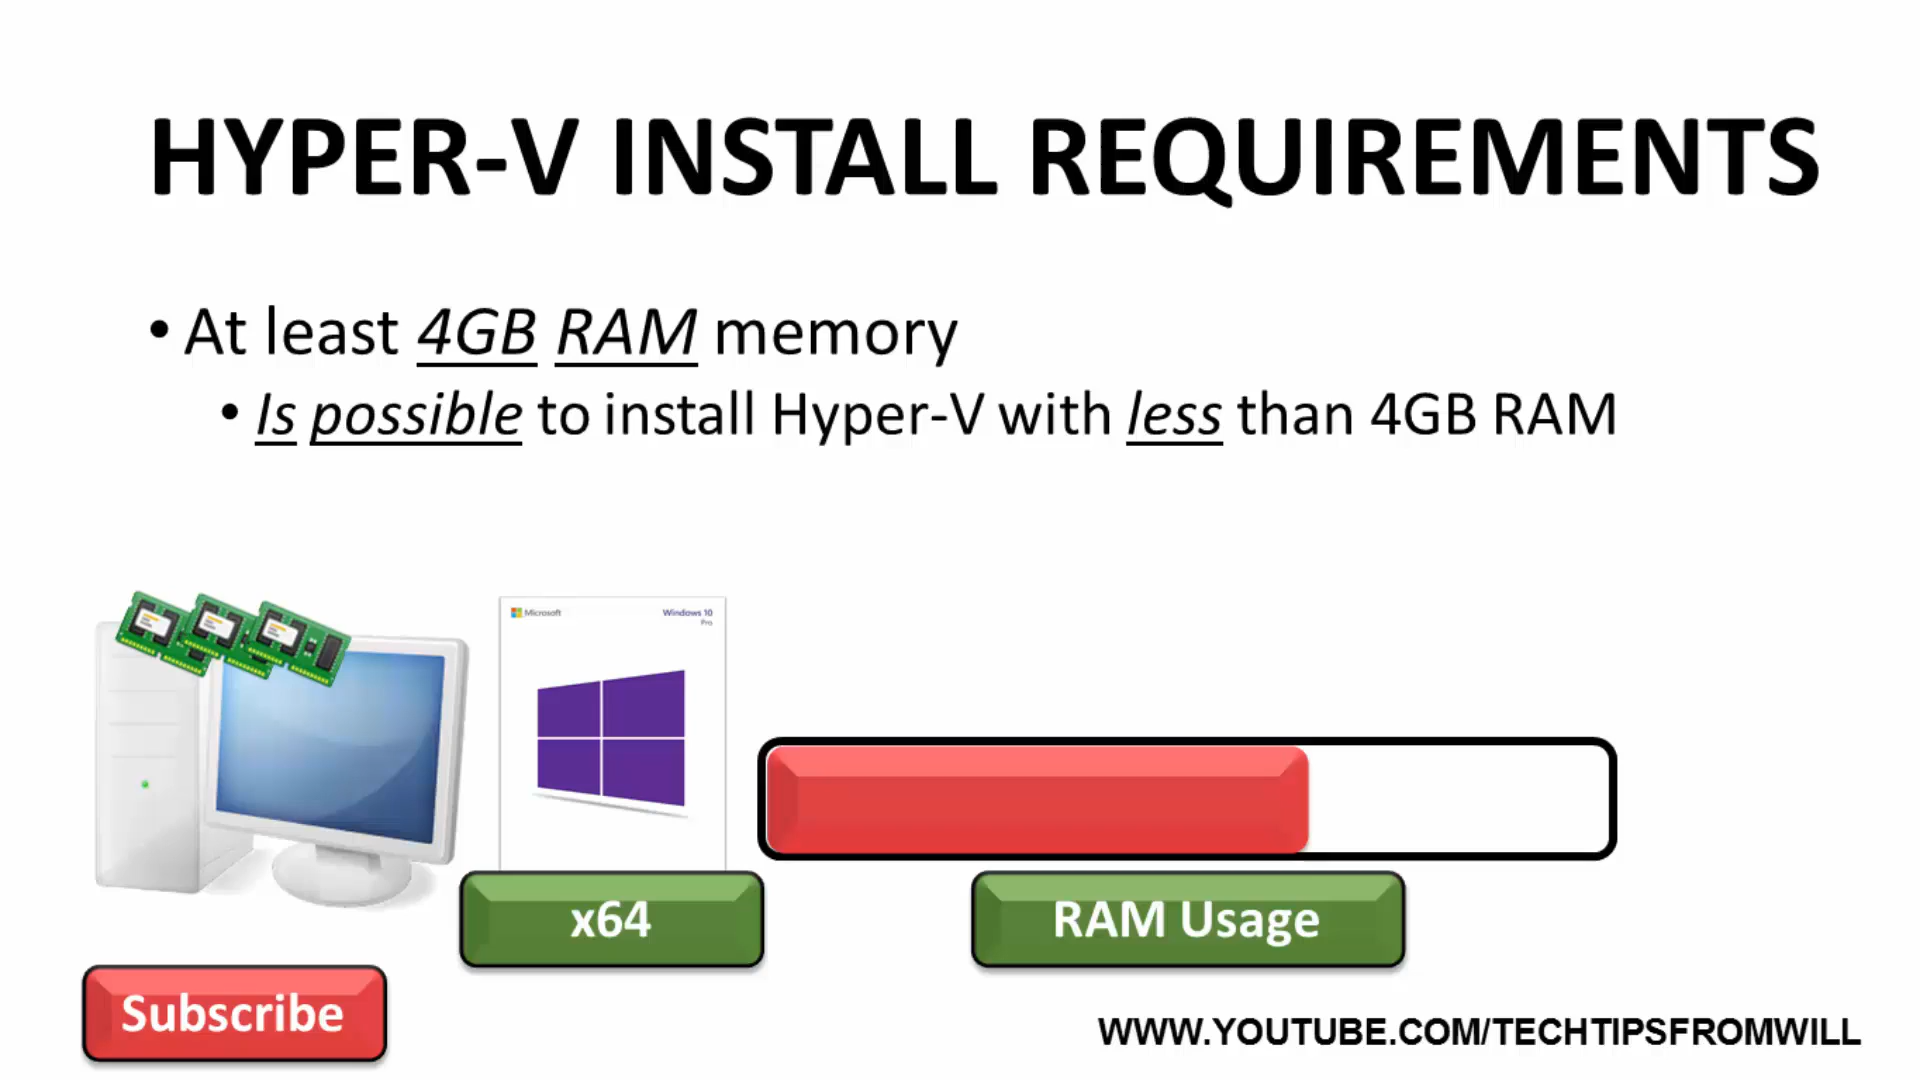 HYPER-V INSTALL REQUIREMENTS
• At least 4GB RAM memory
• Is possible to install Hyper-V with less than 4GB RAM
Microsoft
Windows 10
Pro
x64
RAM Usage
Subscribe
WWW.YOUTUBE.COM/TECHTIPSFROMWILL